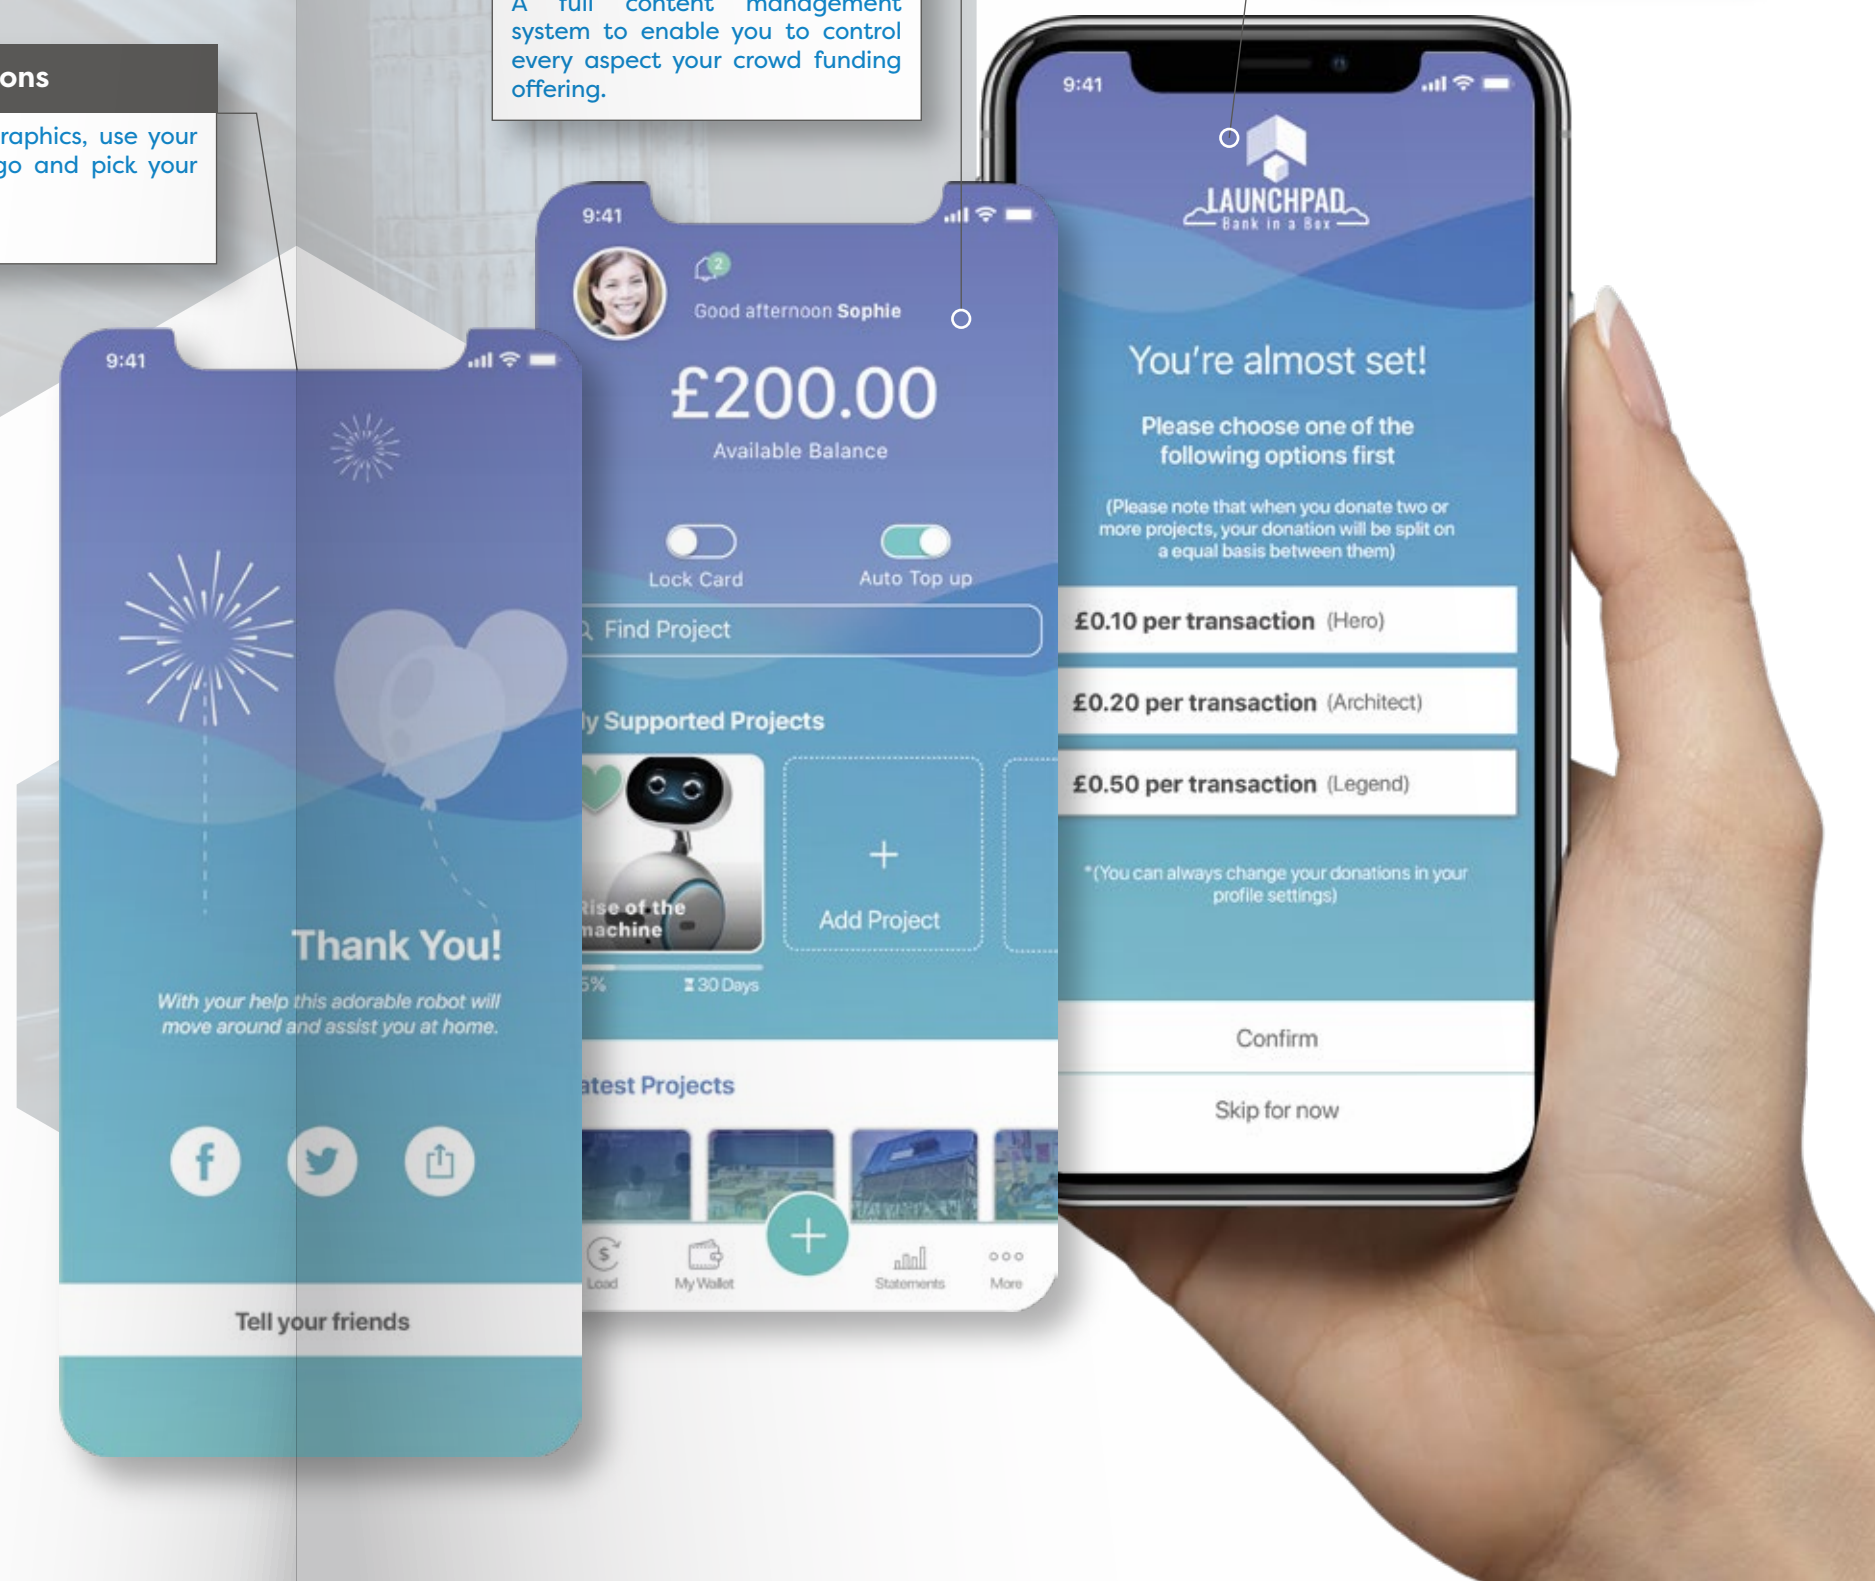 ons
raphics, use your
go and pick your
A full content management
system to enable you to control
every aspect your crowd funding
offering.
9:41
Thank You!
With your help this adorable robot will
move around and assist you at home.
Tell your friends
9:41
2
Good afternoon Sophie
£200.00
Available Balance
Lock Card
Auto Top up
Find Project
y Supported Projects
Rise of the
machine
5%
30 Days
Add Project
atest Projects
Load
My Wallet
Statements
More
9:41
LAUNCHPAD
Bank in a Box
You're almost set!
Please choose one of the
following options first
(Please note that when you donate two or
more projects, your donation will be split on
a equal basis between them)
£0.10 per transaction (Hero)
£0.20 per transaction (Architect)
£0.50 per transaction (Legend)
*(You can always change your donations in your
profile settings)
Confirm
Skip for now